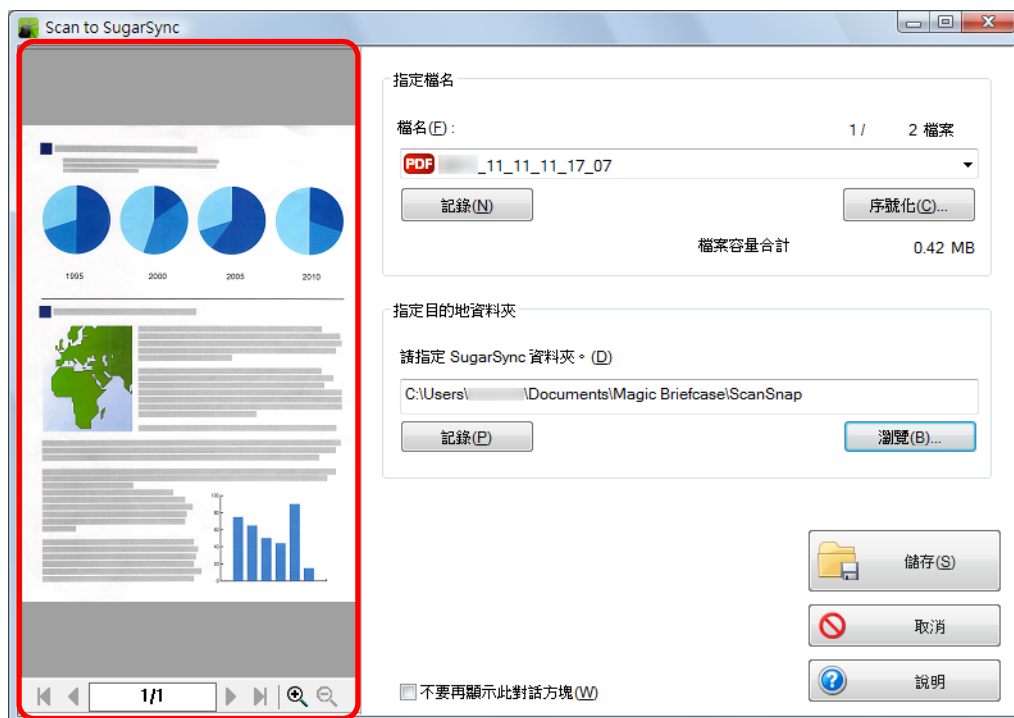 Scan to SugarSync
1995 2000 2005 2010
1/1
指定檔名
檔名(F) :
1 / 2 檔案
PDF _11_11_11_17_07
記錄(N)
序號化(C)...
檔案容量合計 0.42 MB
指定目的地資料夾
請指定 SugarSync 資料夾。(D)
C:\Users\ \Documents\Magic Briefcase\ScanSnap
記錄(P)
瀏覽(B)...
儲存(S)
取消
說明
不要再顯示此對話方塊(W)